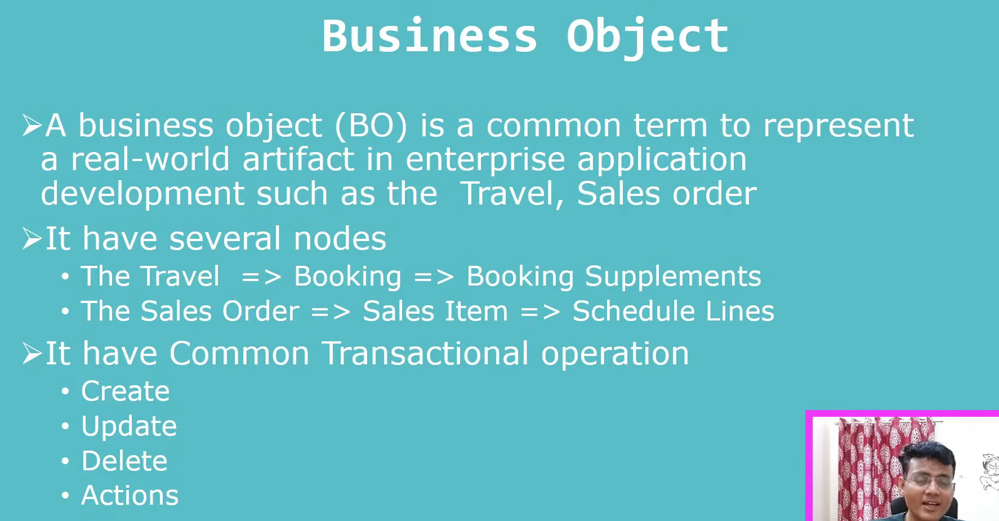 Business Object
➢A business object (BO) is a common term to represent
a real-world artifact in enterprise application
development such as the  Travel, Sales order
➢It have several nodes
• The Travel  => Booking => Booking Supplements
• The Sales Order => Sales Item => Schedule Lines
➢It have Common Transactional operation
• Create
• Update
• Delete
• Actions